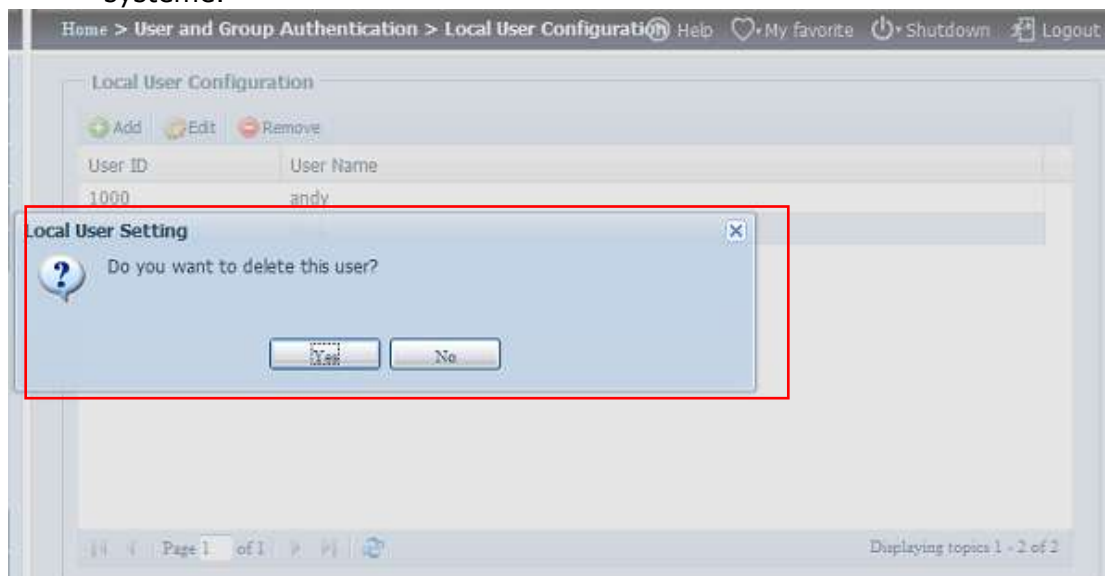 système.
Home > User and Group Authentication > Local User Configuration Help My favorite Shutdown Logout
Local User Configuration
Add Edit Remove
User ID User Name
1000 andy
Local User Setting
Do you want to delete this user?
Yes No
Page 1 of 1 Displaying topics 1 - 2 of 2